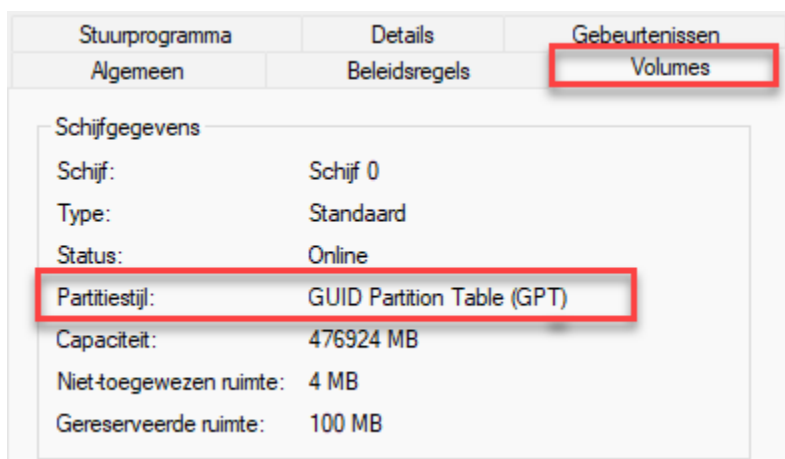 Stuurprogramma Details Gebeurtenissen
Algemeen Beleidsregels Volumes
Schijfgegevens
Schijf: Schijf 0
Type: Standaard
Status: Online
Partitiestijl: GUID Partition Table (GPT)
Capaciteit: 476924 MB
Niet-toegewezen ruimte: 4 MB
Gereserveerde ruimte: 100 MB